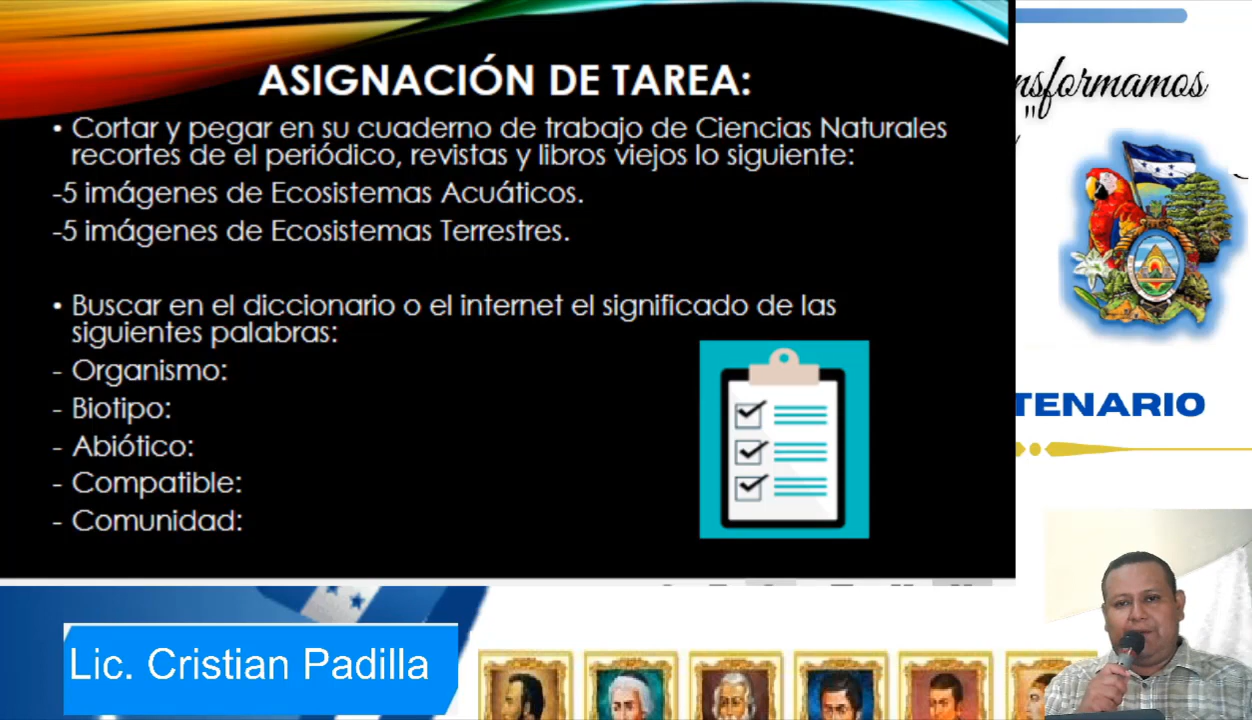 ASIGNACIÓN DE TAREA:
• Cortar y pegar en su cuaderno de trabajo de Ciencias Naturales
recortes de el periódico, revistas y libros viejos lo siguiente:
-5 imágenes de Ecosistemas Acuáticos.
-5 imágenes de Ecosistemas Terrestres.
• Buscar en el diccionario o el internet el significado de las
siguientes palabras:
- Organismo:
- Biotipo:
- Abiótico:
- Compatible:
- Comunidad:
nsformamos
"
TENARIO
Lic. Cristian Padilla